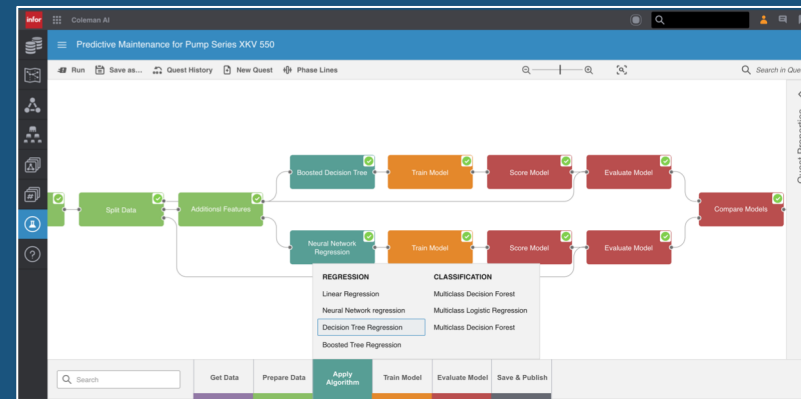 infor
Coleman AI
Predictive Maintenance for Pump Series XKV 550
Run Save as... Quest History New Quest Phase Lines
Search in Que
Quest Properties
Boosted Decision Tree Train Model Score Model Evaluate Model
Split Data Additional Features Compare Models
Neural Network Regression Train Model Score Model Evaluate Model
REGRESSION CLASSIFICATION
Linear Regression Multiclass Decision Forest
Neural Network regression Multiclass Logistic Regression
Decision Tree Regression Multiclass Decision Forest
Boosted Tree Regression
Search
Get Data Prepare Data Apply Algorithm Train Model Evaluate Model Save & Publish